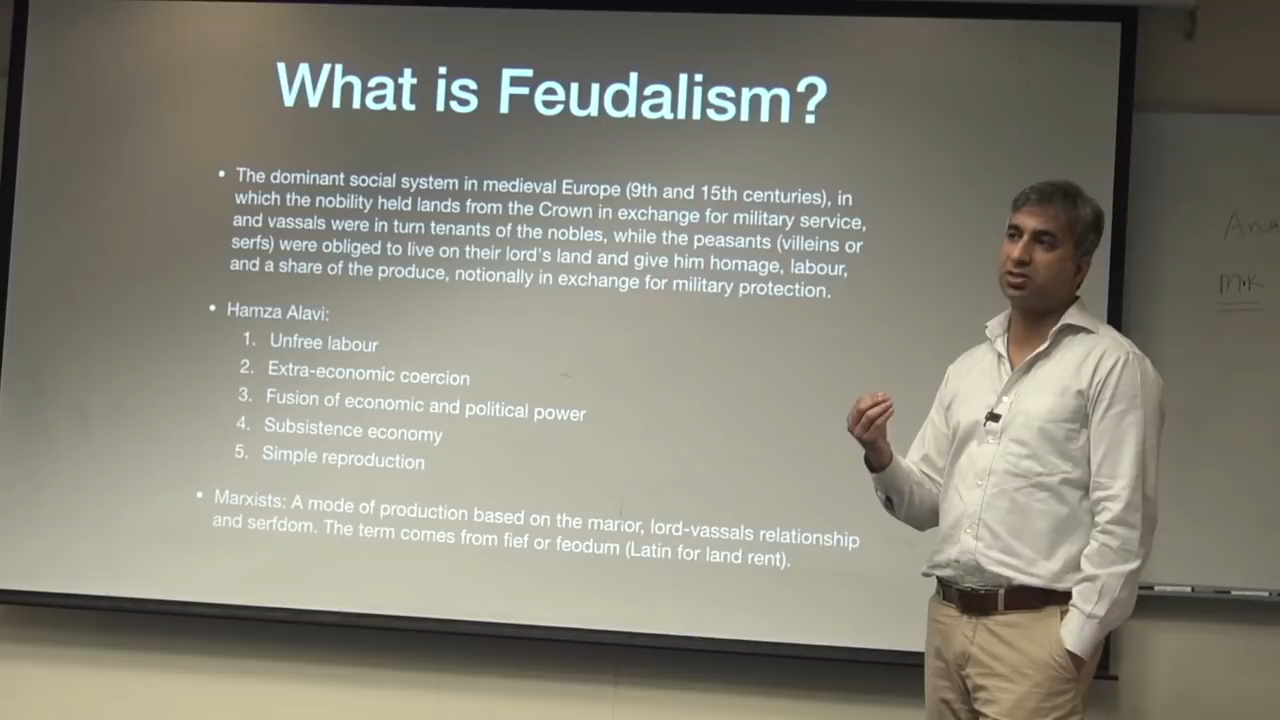 What is Feudalism?
• The dominant social system in medieval Europe (9th and 15th centuries), in
which the nobility held lands from the Crown in exchange for military service,
and vassals were in turn tenants of the nobles, while the peasants (villeins or
serfs) were obliged to live on their lord's land and give him homage, labour,
and a share of the produce, notionally in exchange for military protection.
• Hamza Alavi:
1. Unfree labour
2. Extra-economic coercion
3. Fusion of economic and political power
4. Subsistence economy
5. Simple reproduction
• Marxists: A mode of production based on the manor, lord-vassals relationship
and serfdom. The term comes from fief or feodum (Latin for land rent).